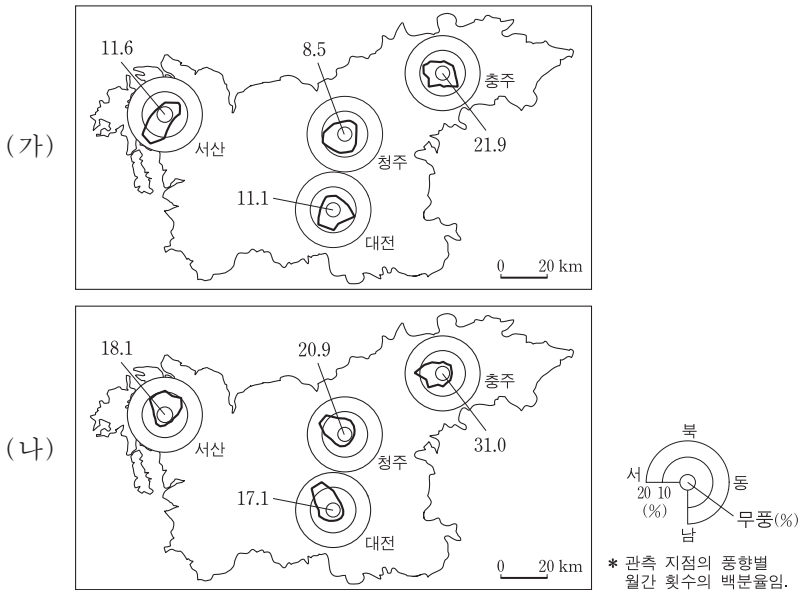 (가)
11.6
8.5
충주
서산
21.9
청주
11.1
대전
0 20 km
(나)
18.1
20.9
충주
서산
31.0
청주
17.1
대전
0 20 km
북
서 동
20 10
(%)
무풍(%)
남
* 관측 지점의 풍향별
월간 횟수의 백분율임.